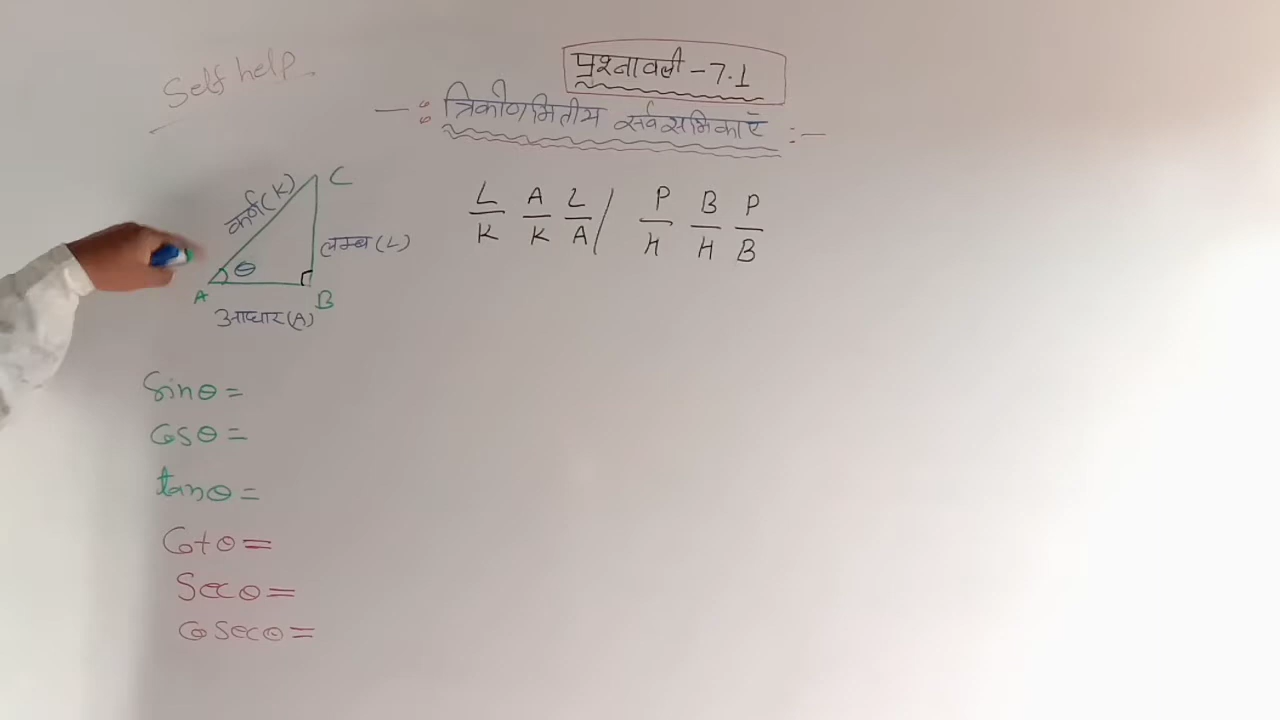 Self help
प्रश्नावली - 7.1
-: त्रिकोणमितीय सर्वसमिकाएँ :-
C
कर्ण (K)
लम्ब (L)
θ
A
B
आधार (A)
L/K A/K L/A / P/H B/H P/B
Sinθ =
Cosθ =
tanθ =
Cotθ =
Secθ =
Cosecθ =